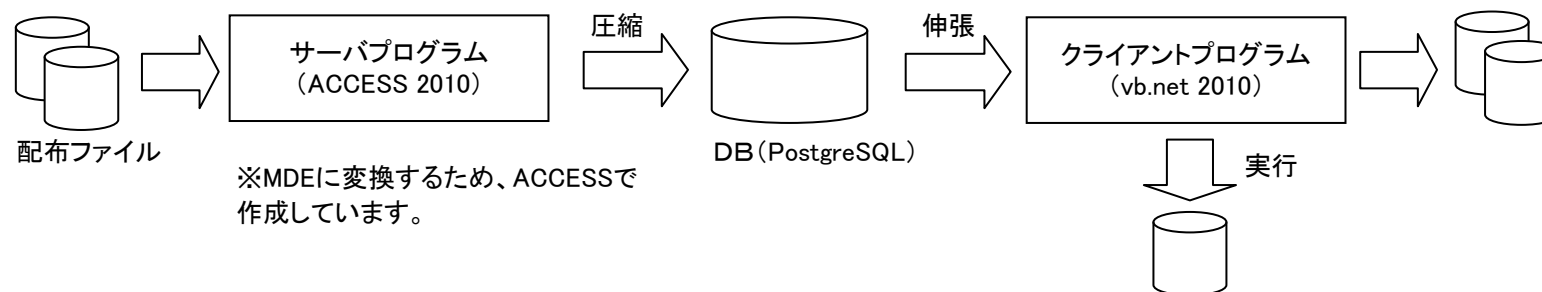 圧縮
伸張
サーバプログラム
(ACCESS 2010)
クライアントプログラム
(vb.net 2010)
配布ファイル
DB(PostgreSQL)
※MDEに変換するため、ACCESSで
作成しています。
実行